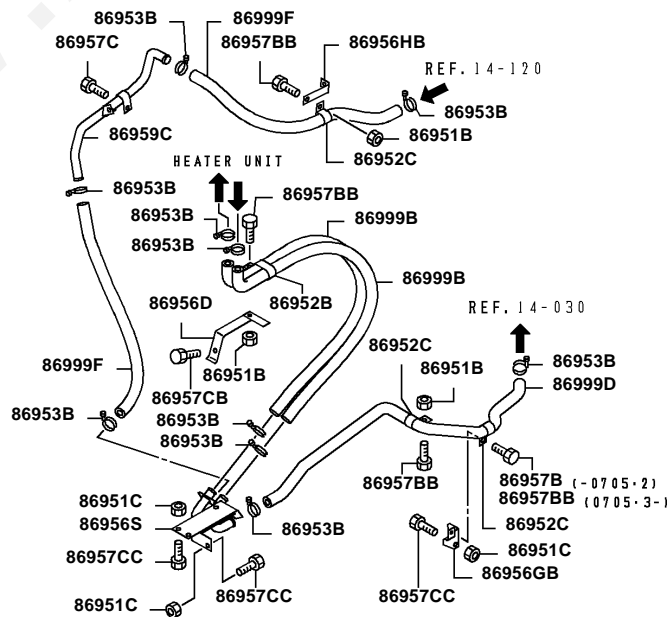 86953B
86999F
86957C
86957BB
86956HB
REF. 14-120
86953B
86951B
86959C
86952C
HEATER UNIT
86953B
86957BB
86953B
86999B
86953B
86999B
86956D
86952B
REF. 14-030
86952C
86951B
86953B
86999F
86951B
86999D
86957CB
86953B
86953B
86953B
86957BB
86957B (-0705.2)
86957BB (0705.3-)
86951C
86956S
86953B
86952C
86951C
86957CC
86956GB
86957CC
86957CC
86951C